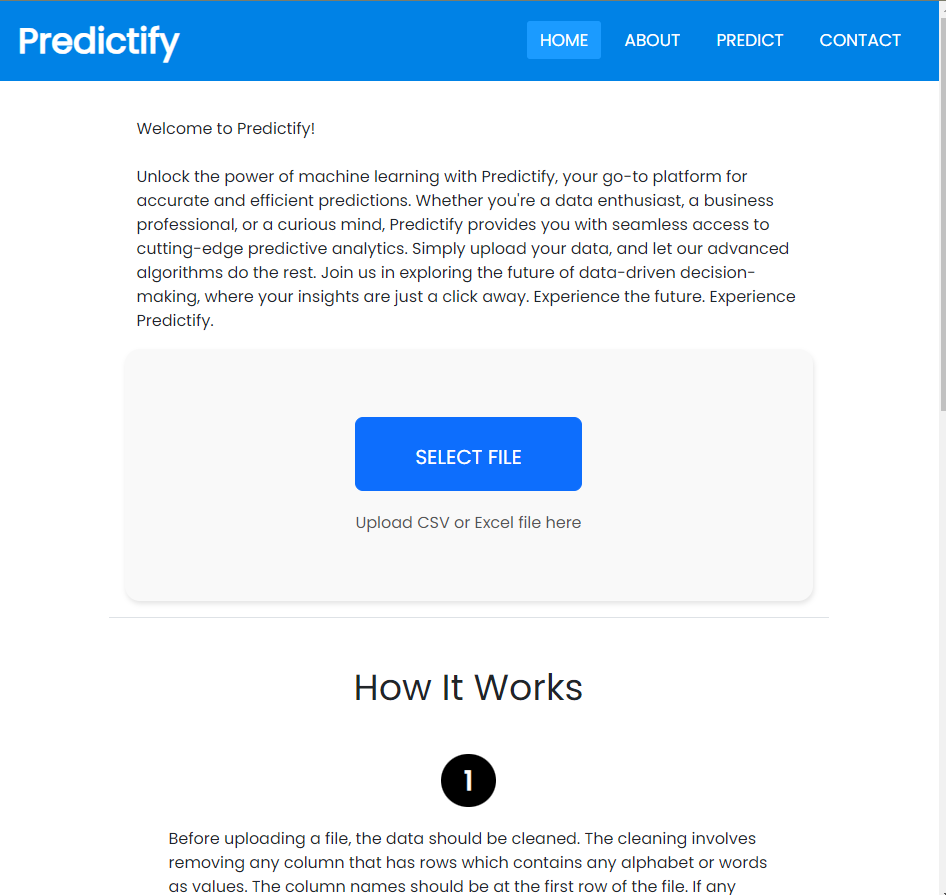 Predictify
HOME ABOUT PREDICT CONTACT
Welcome to Predictify!
Unlock the power of machine learning with Predictify, your go-to platform for
accurate and efficient predictions. Whether you're a data enthusiast, a business
professional, or a curious mind, Predictify provides you with seamless access to
cutting-edge predictive analytics. Simply upload your data, and let our advanced
algorithms do the rest. Join us in exploring the future of data-driven decision-
making, where your insights are just a click away. Experience the future. Experience
Predictify.
SELECT FILE
Upload CSV or Excel file here
How It Works
1
Before uploading a file, the data should be cleaned. The cleaning involves
removing any column that has rows which contains any alphabet or words
as values. The column names should be at the first row of the file. If any